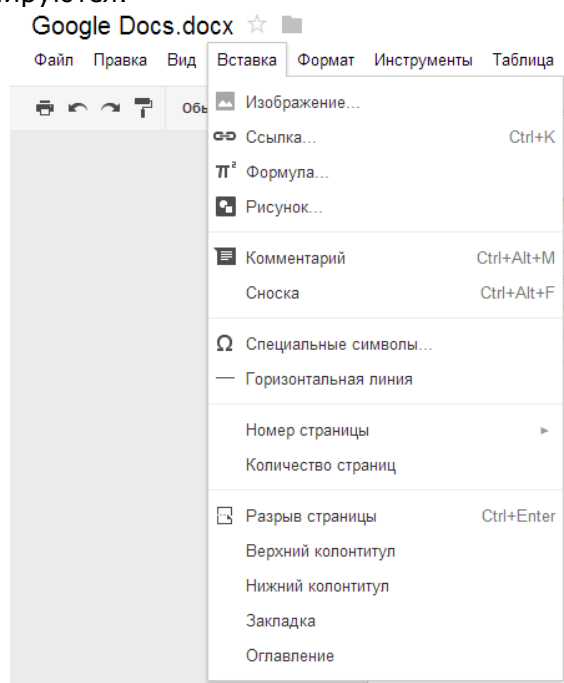 ируются.
Google Docs.docx
Файл Правка Вид Вставка Формат Инструменты Таблица
Обы
Изображение...
Ссылка... Ctrl+K
Формула...
Рисунок...
Комментарий Ctrl+Alt+M
Сноска Ctrl+Alt+F
Специальные символы...
Горизонтальная линия
Номер страницы
Количество страниц
Разрыв страницы Ctrl+Enter
Верхний колонтитул
Нижний колонтитул
Закладка
Оглавление